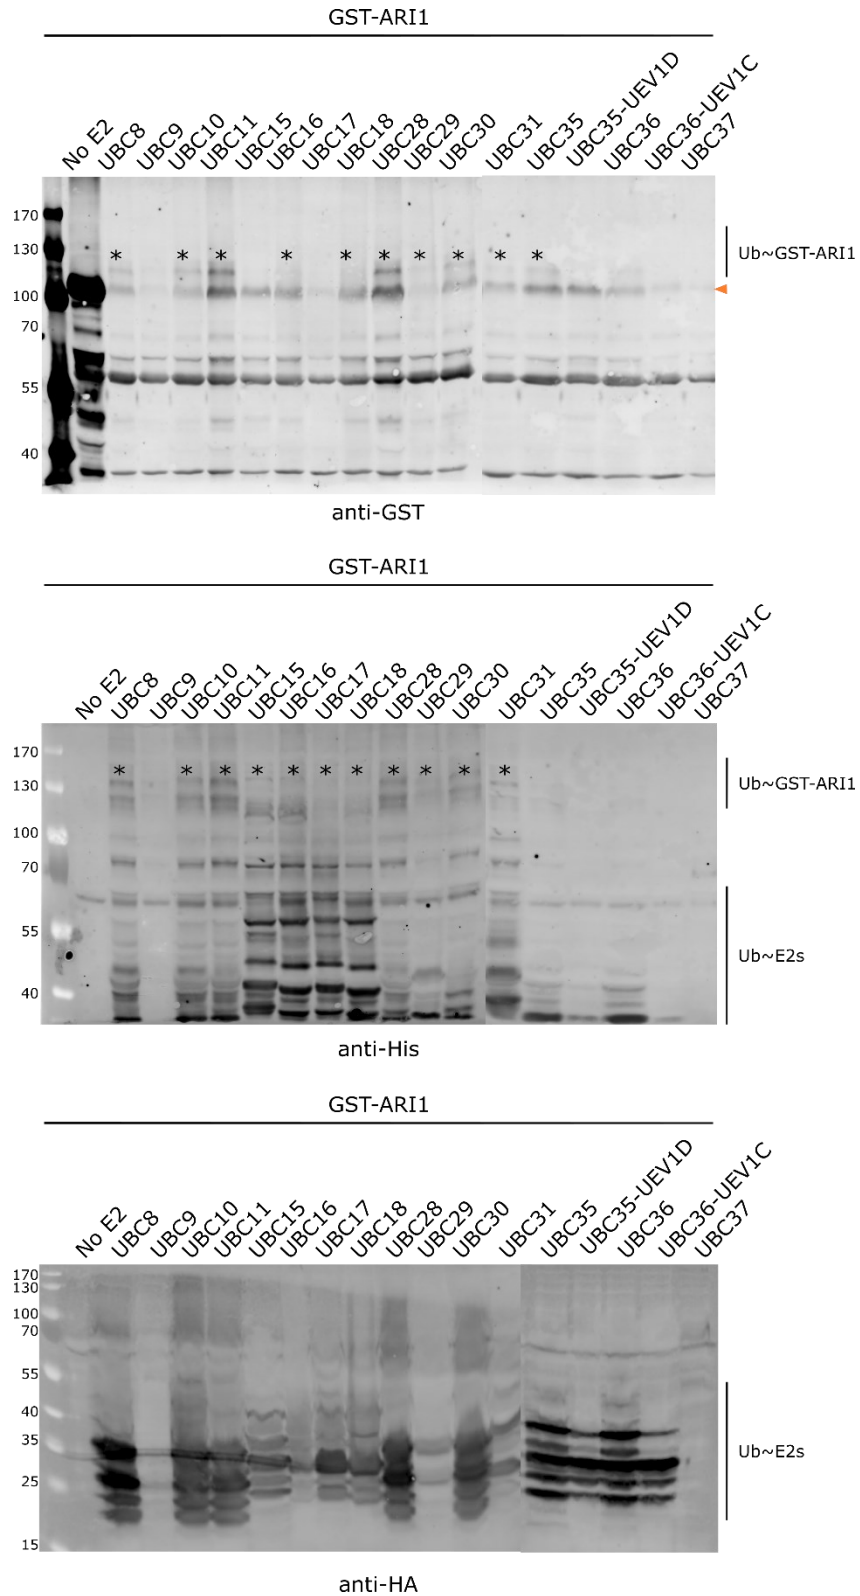 GST-ARI1
No E2 UBC8 UBC9 UBC10 UBC11 UBC15 UBC16 UBC17 UBC18 UBC28 UBC29 UBC30 UBC31 UBC35 UBC35-UEV1D UBC36 UBC36-UEV1C UBC37
170
130
* * * * * * * * * *
Ub~GST-ARI1
100
70
55
40
anti-GST
GST-ARI1
No E2 UBC8 UBC9 UBC10 UBC11 UBC15 UBC16 UBC17 UBC18 UBC28 UBC29 UBC30 UBC31 UBC35 UBC35-UEV1D UBC36 UBC36-UEV1C UBC37
170
* * * * * * * * * * *
130
Ub~GST-ARI1
100
70
55
Ub~E2s
40
anti-His
GST-ARI1
No E2 UBC8 UBC9 UBC10 UBC11 UBC15 UBC16 UBC17 UBC18 UBC28 UBC29 UBC30 UBC31 UBC35 UBC35-UEV1D UBC36 UBC36-UEV1C UBC37
170
130
100
70
55
40
35
Ub~E2s
25
15
anti-HA